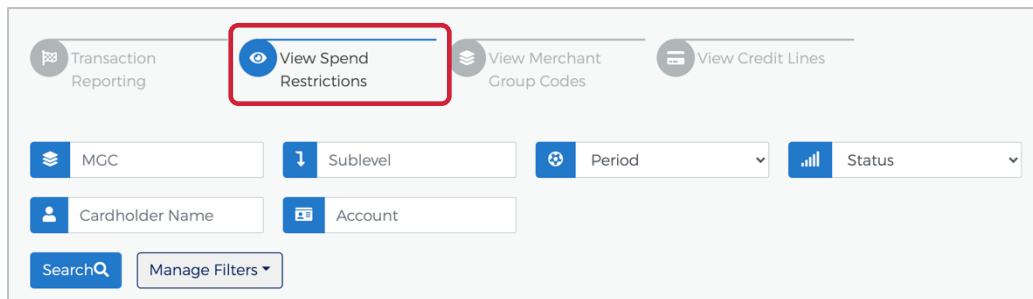 Transaction
Reporting
View Spend
Restrictions
View Merchant
Group Codes
View Credit Lines
MGC
Sublevel
Period
Status
Cardholder Name
Account
Search
Manage Filters